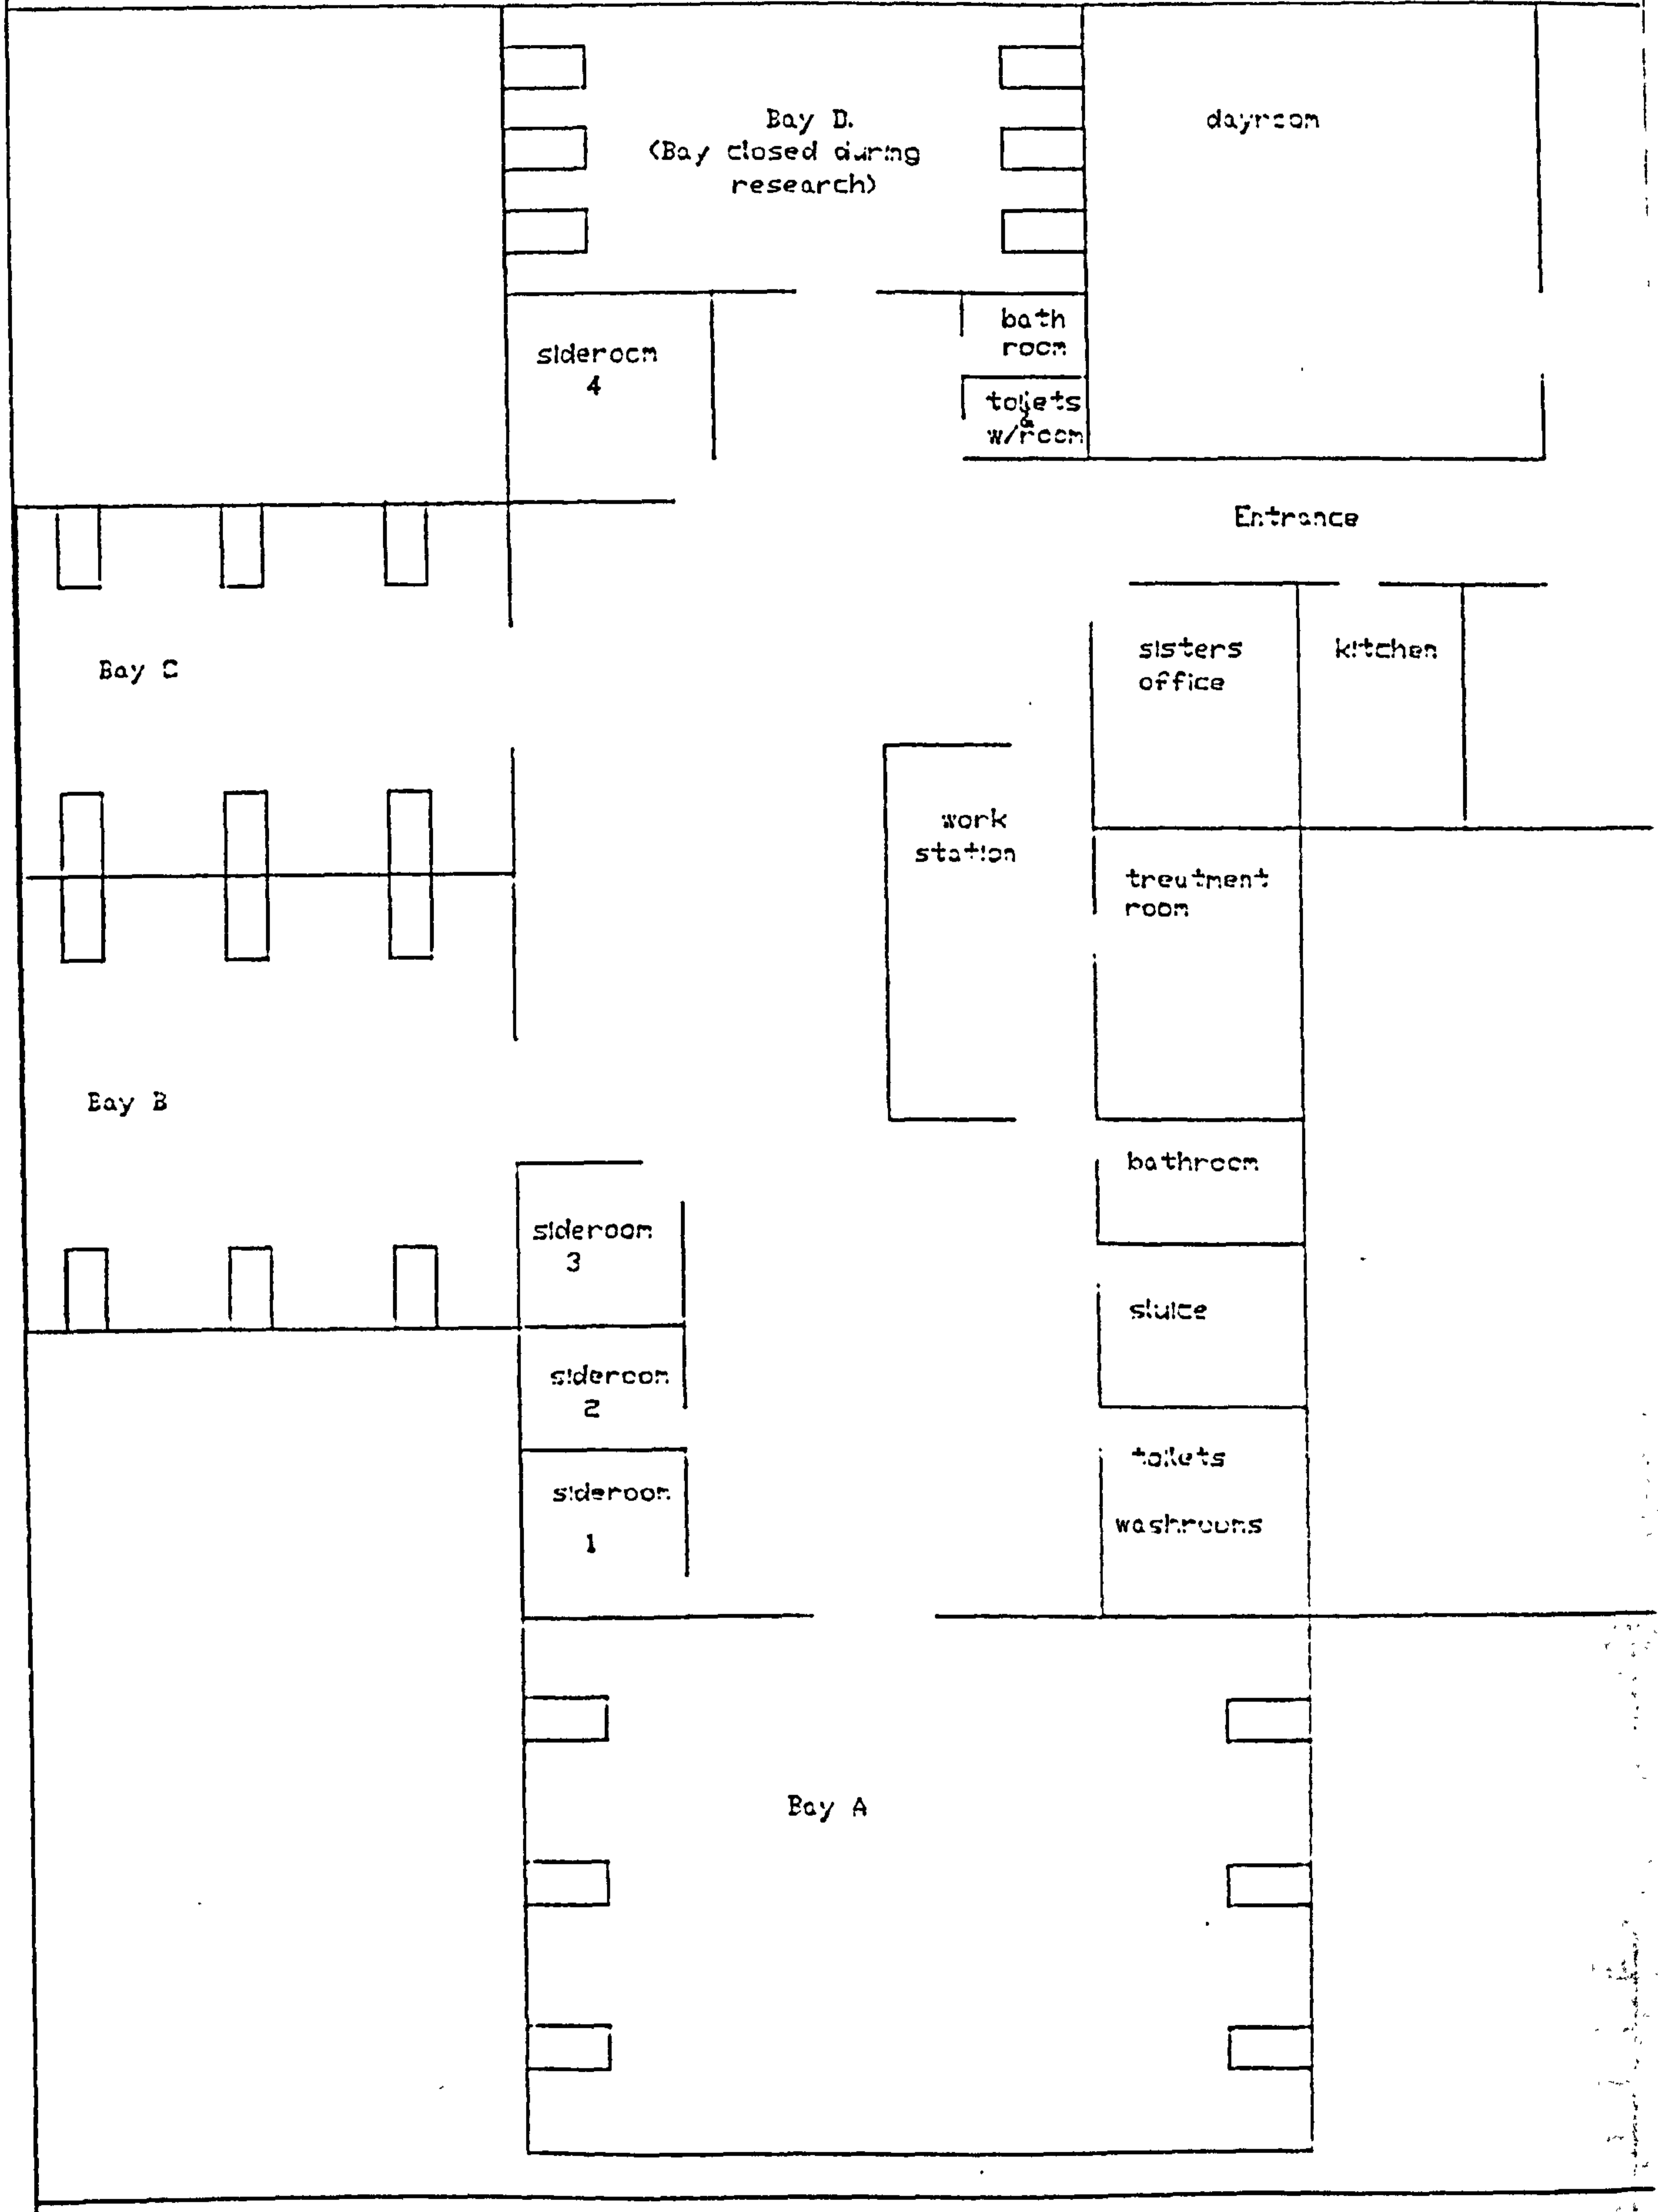 Bay D.
(Bay closed during
research)
dayroom
bath
room
sideroom
4
toilets
&
w/room
Entrance
Bay C
sisters
office
kitchen
work
station
treatment
room
Bay B
bathroom
sideroom
3
sluice
sideroom
2
toilets
sideroom
1
washrooms
Bay A